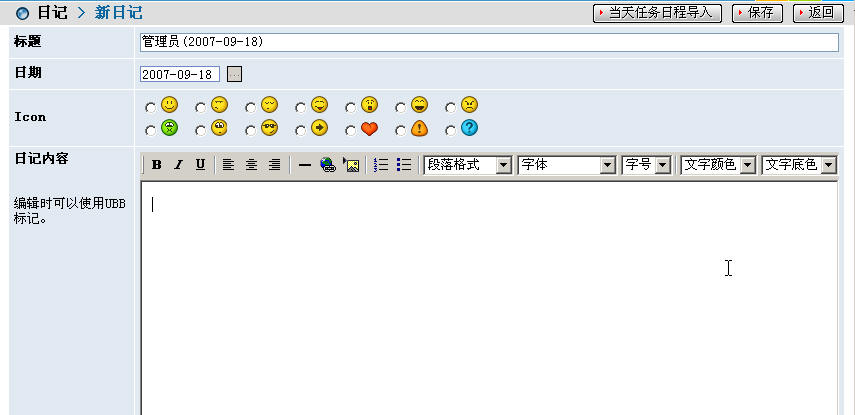 日记 > 新日记 当天任务日程导入 保存 返回
标题 管理员(2007-09-18)
日期 2007-09-18 ...
Icon
日记内容 B I U 段落格式 字体 字号 文字颜色 文字底色
编辑时可以使用UBB
标记。